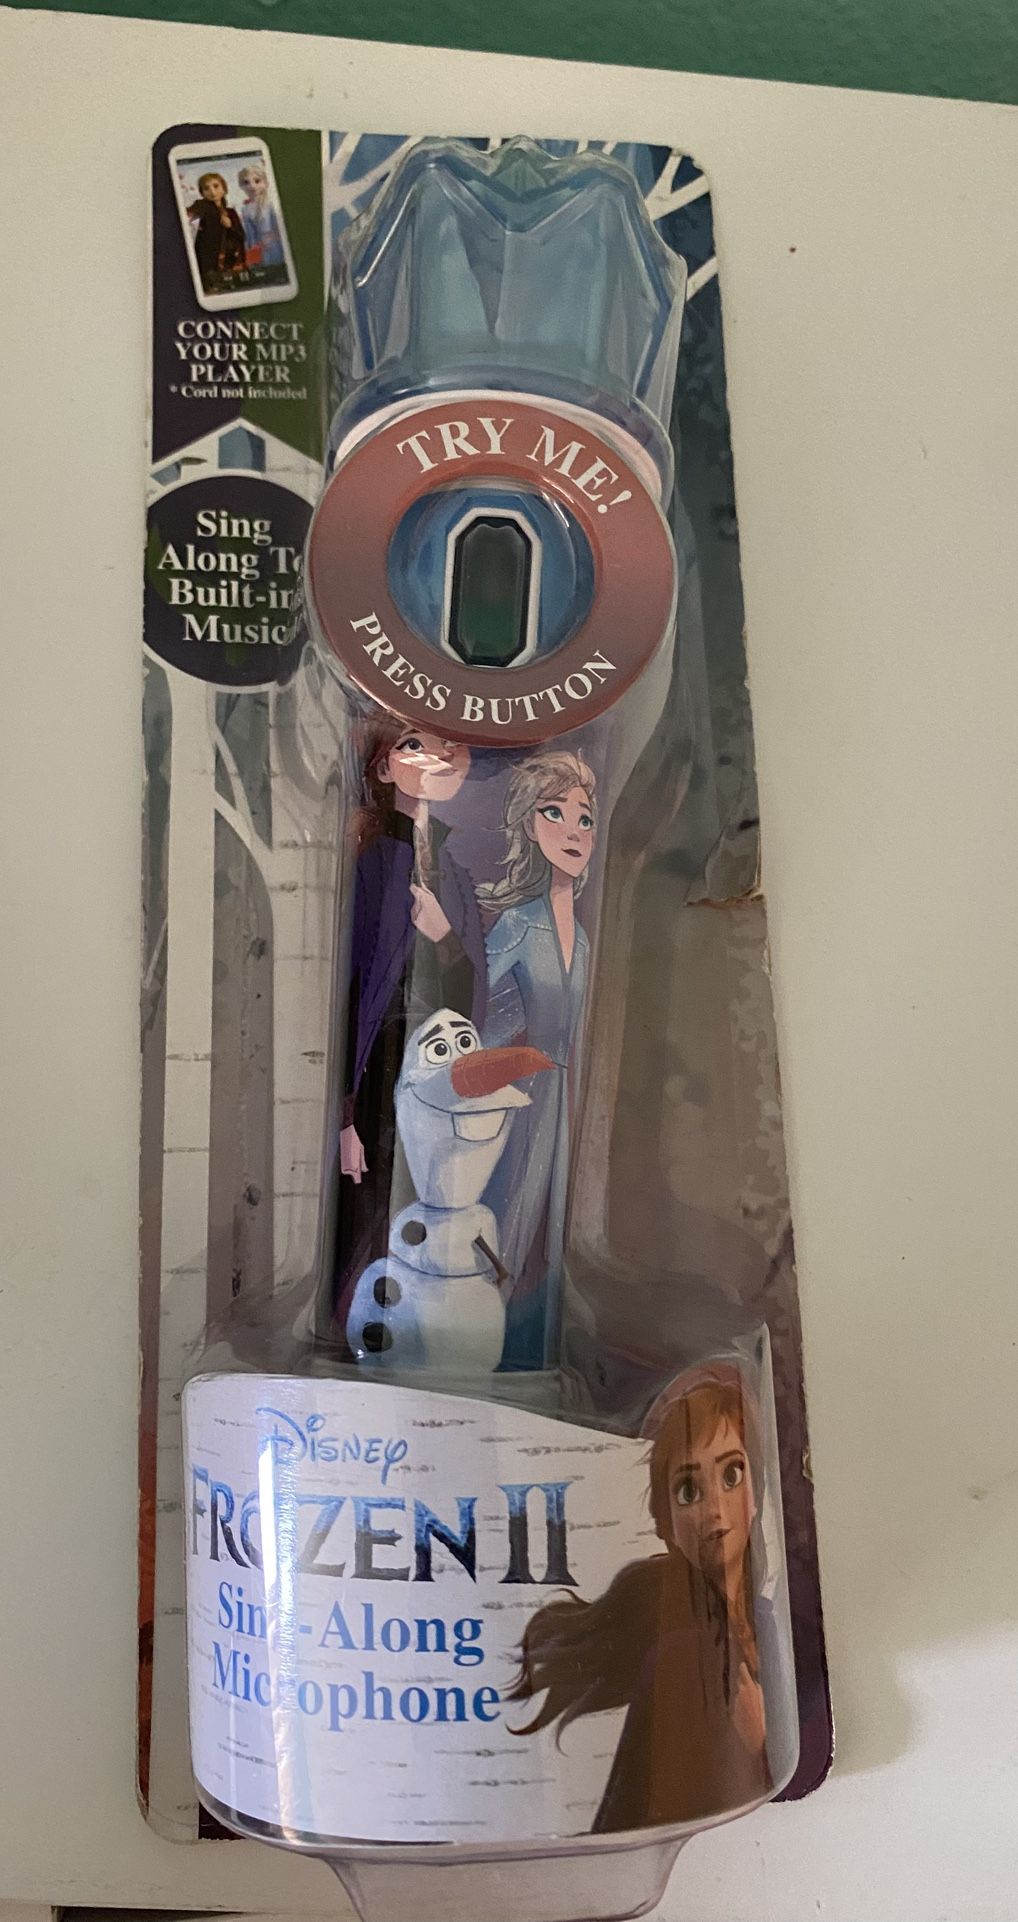 CONNECT
YOUR MP3
PLAYER
* Cord not included
TRY ME!
Sing
Along To
Built-in
Music
PRESS BUTTON
Disney
FROZEN II
Sing-Along
Microphone